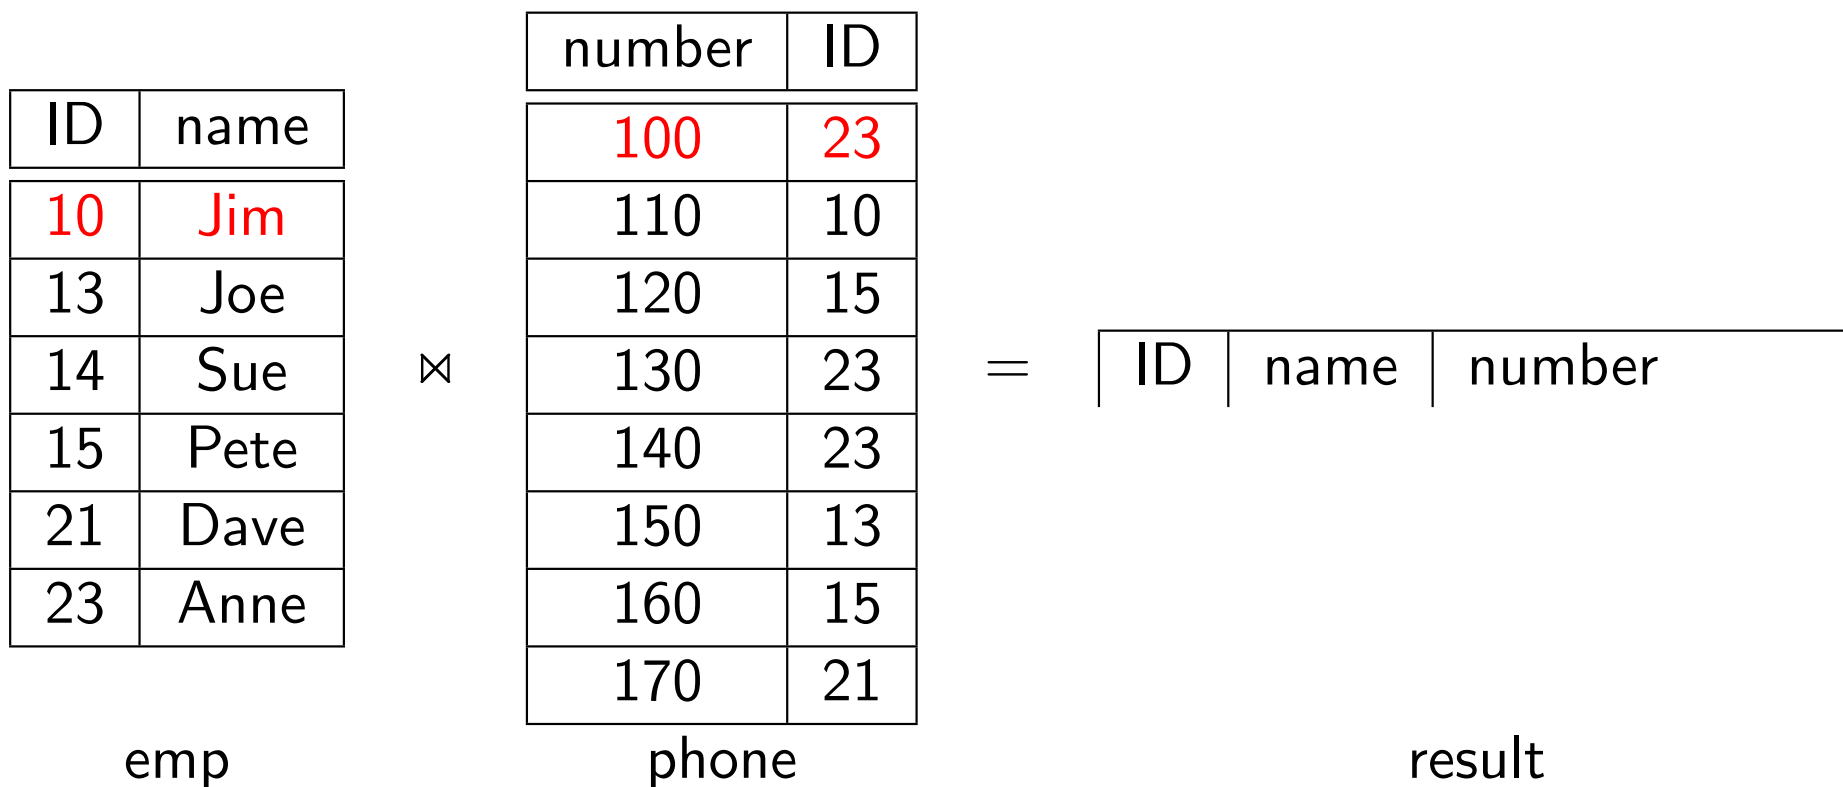 ID name
10 Jim
13 Joe
14 Sue
15 Pete
21 Dave
23 Anne
emp
⋈
number ID
100 23
110 10
120 15
130 23
140 23
150 13
160 15
170 21
phone
=
ID name number
result